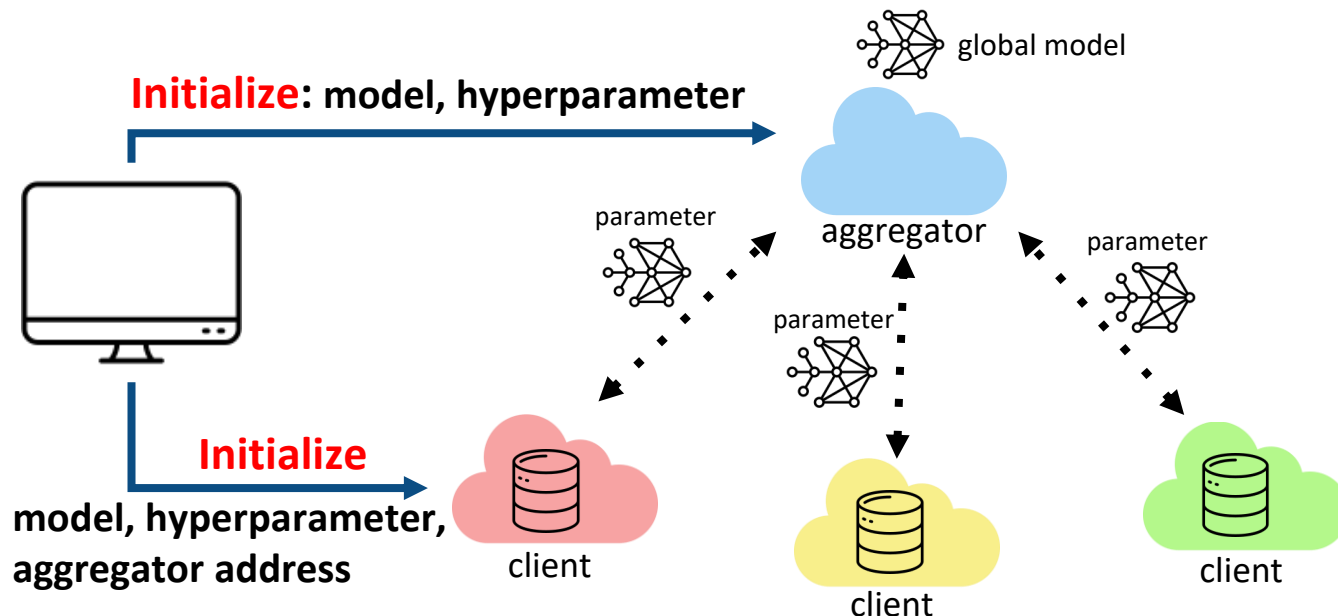 global model
Initialize: model, hyperparameter
parameter
aggregator
parameter
parameter
Initialize
model, hyperparameter,
aggregator address
client
client
client